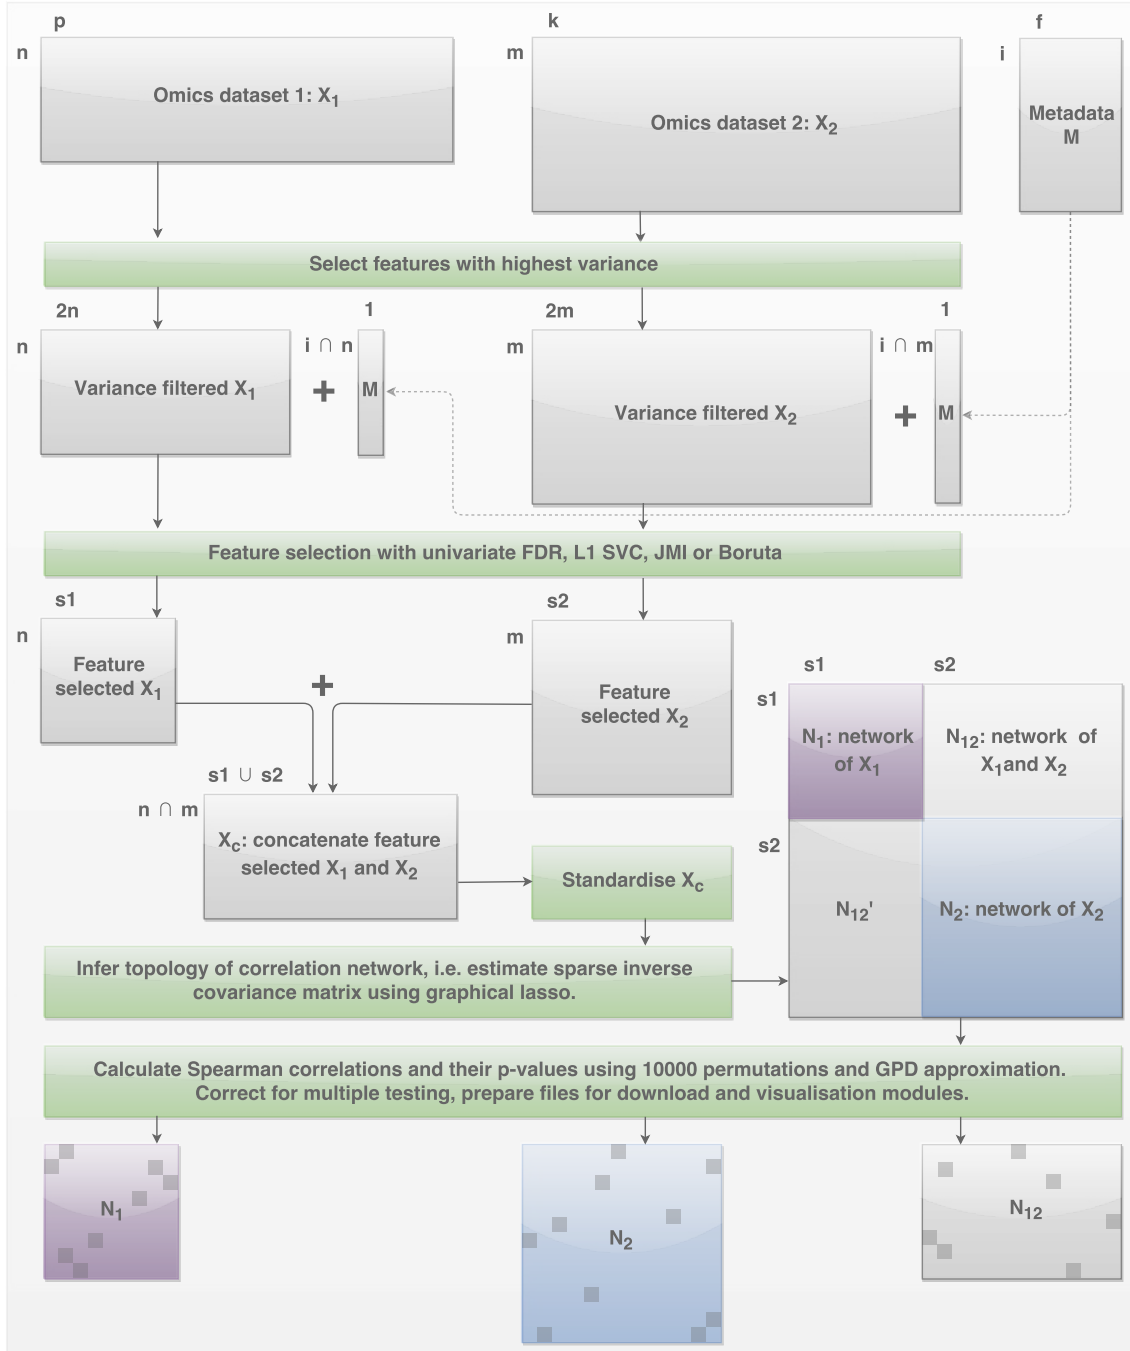 p
k
f
n
m
i
Omics dataset 1: X1
Omics dataset 2: X2
Metadata
M
Select features with highest variance
2n
1
2m
1
n
i ∩ n
m
i ∩ m
Variance filtered X1
+
M
Variance filtered X2
+
M
Feature selection with univariate FDR, L1 SVC, JMI or Boruta
s1
s2
n
m
Feature
selected X1
+
Feature
selected X2
s1
s2
s1
N1: network
of X1
N12: network of
X1and X2
s1 ∪ s2
n ∩ m
Xc: concatenate feature
selected X1 and X2
Standardise Xc
s2
N12'
N2: network of X2
Infer topology of correlation network, i.e. estimate sparse inverse
covariance matrix using graphical lasso.
Calculate Spearman correlations and their p-values using 10000 permutations and GPD approximation.
Correct for multiple testing, prepare files for download and visualisation modules.
N1
N2
N12